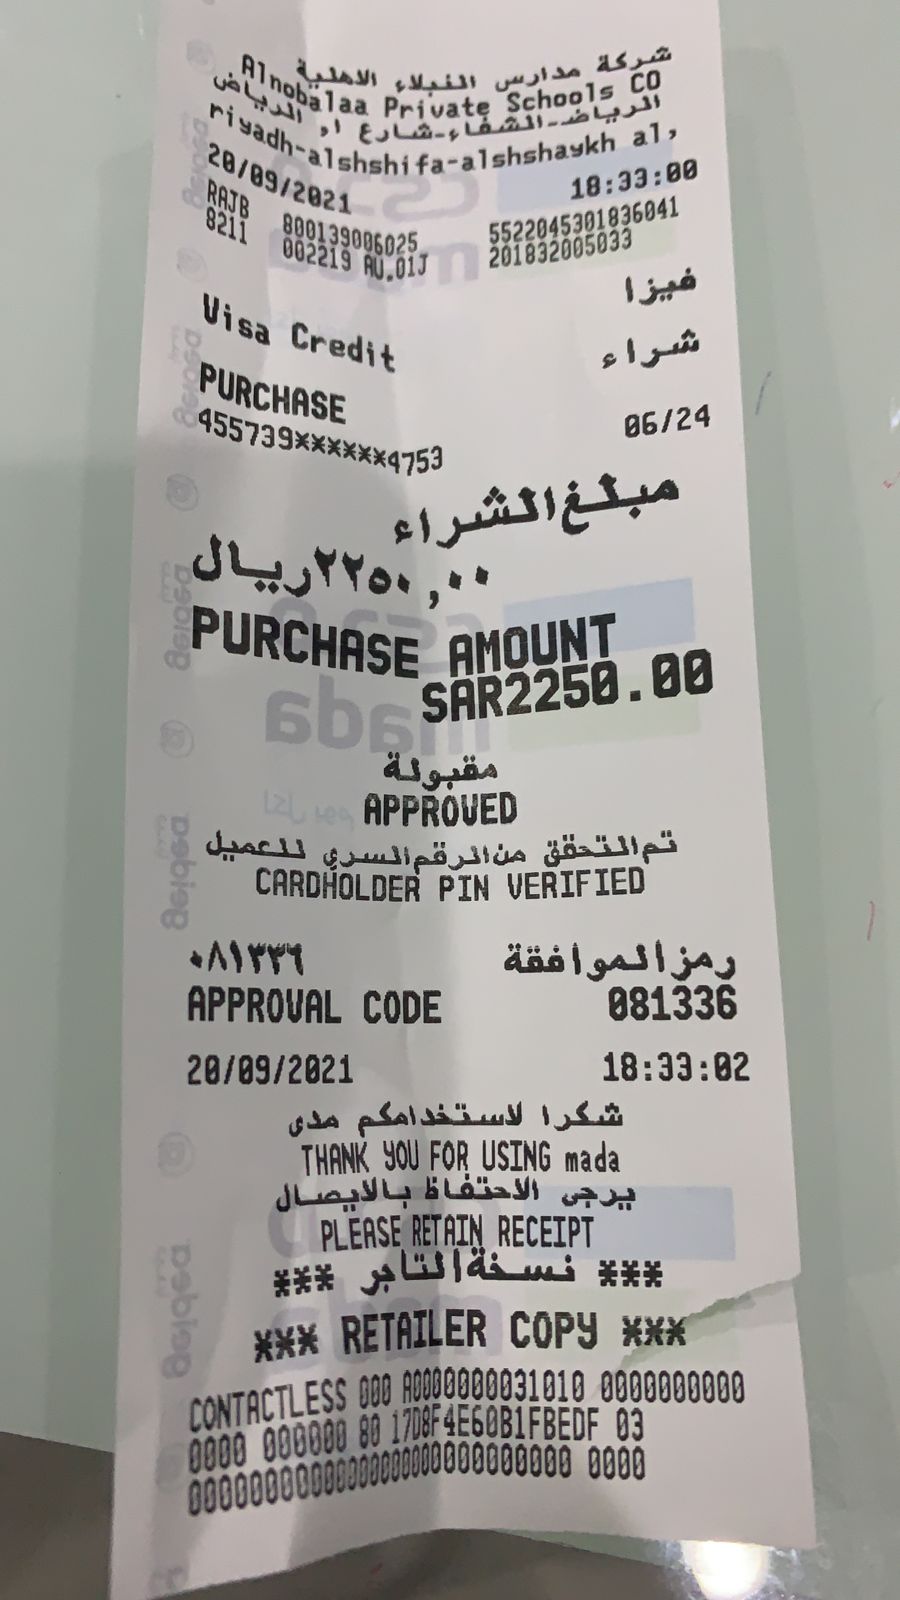 شركة مدارس النبلاء الاهلية
Alnobalaa Private Schools CO
الرياض-الشفاء-شارع ا, الرياض
riyadh-alshshifa-alshshaykh al,
20/09/2021 18:33:00
RAJB 800139006025 5522045301836041
8211 002219 AU.01J 201832005033
فيزا
Visa Credit
شراء
PURCHASE
455739******4753 06/24
مبلغ الشراء
٢٢٥٠,٠٠ ريال
PURCHASE AMOUNT
SAR2250.00
مقبولة
APPROVED
تم التحقق من الرقم السري للعميل
CARDHOLDER PIN VERIFIED
رمز الموافقة ٠٨١٣٣٦
APPROVAL CODE 081336
20/09/2021 18:33:02
شكرا لاستخدامكم مدى
THANK YOU FOR USING mada
يرجى الاحتفاظ بالايصال
PLEASE RETAIN RECEIPT
*** نسخة التاجر ***
*** RETAILER COPY ***
CONTACTLESS 000 A0000000031010 0000000000
0000 000000 80 17D8F4E60B1FBEDF 03
0000